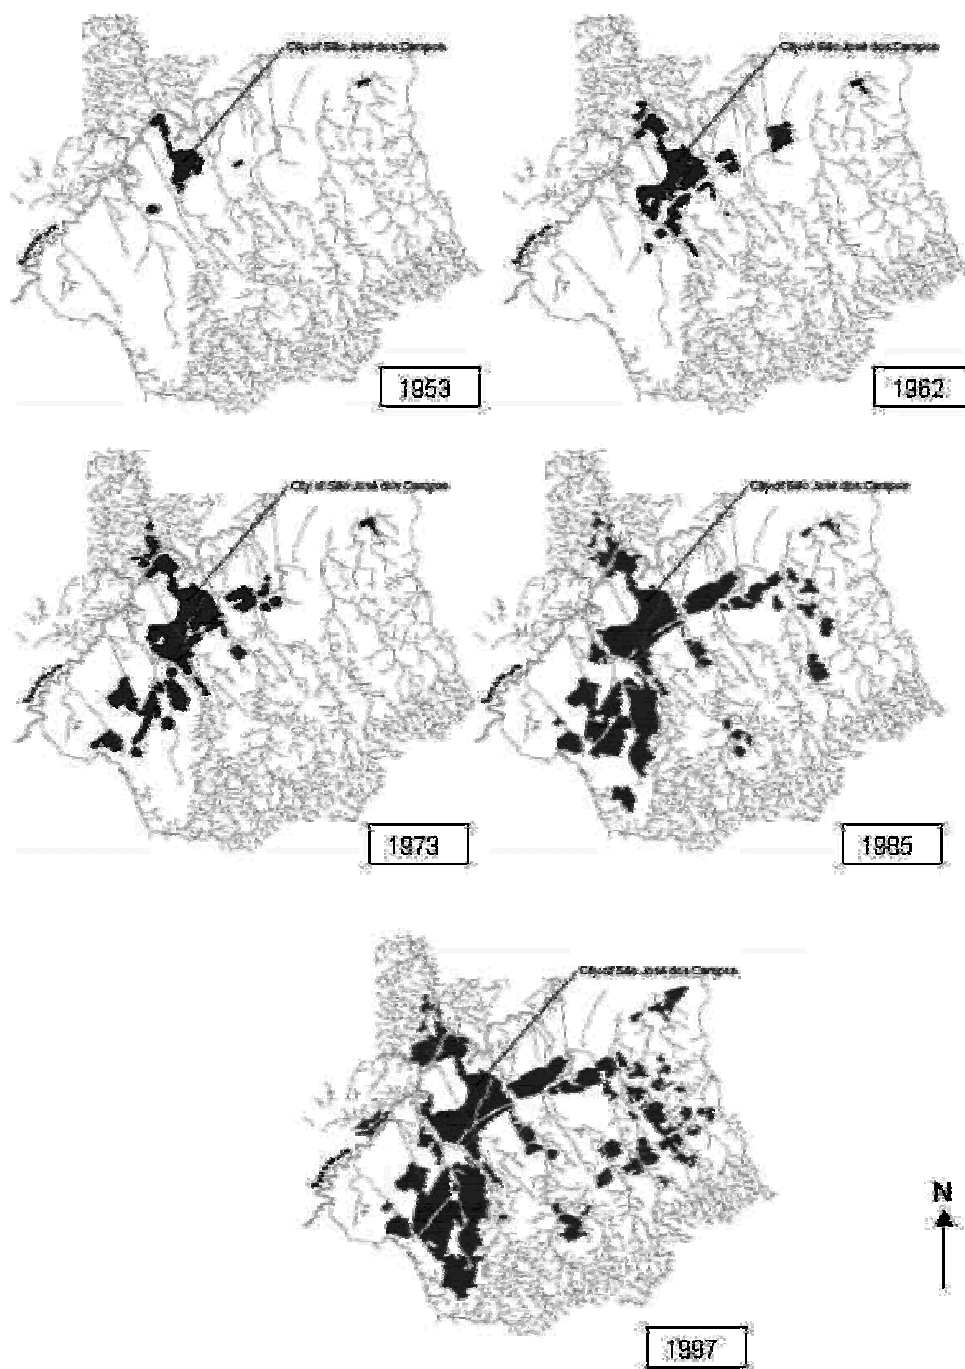 City of São José dos Campos
City of São José dos Campos
1953
1962
City of São José dos Campos
City of São José dos Campos
1973
1985
City of São José dos Campos
N
1997